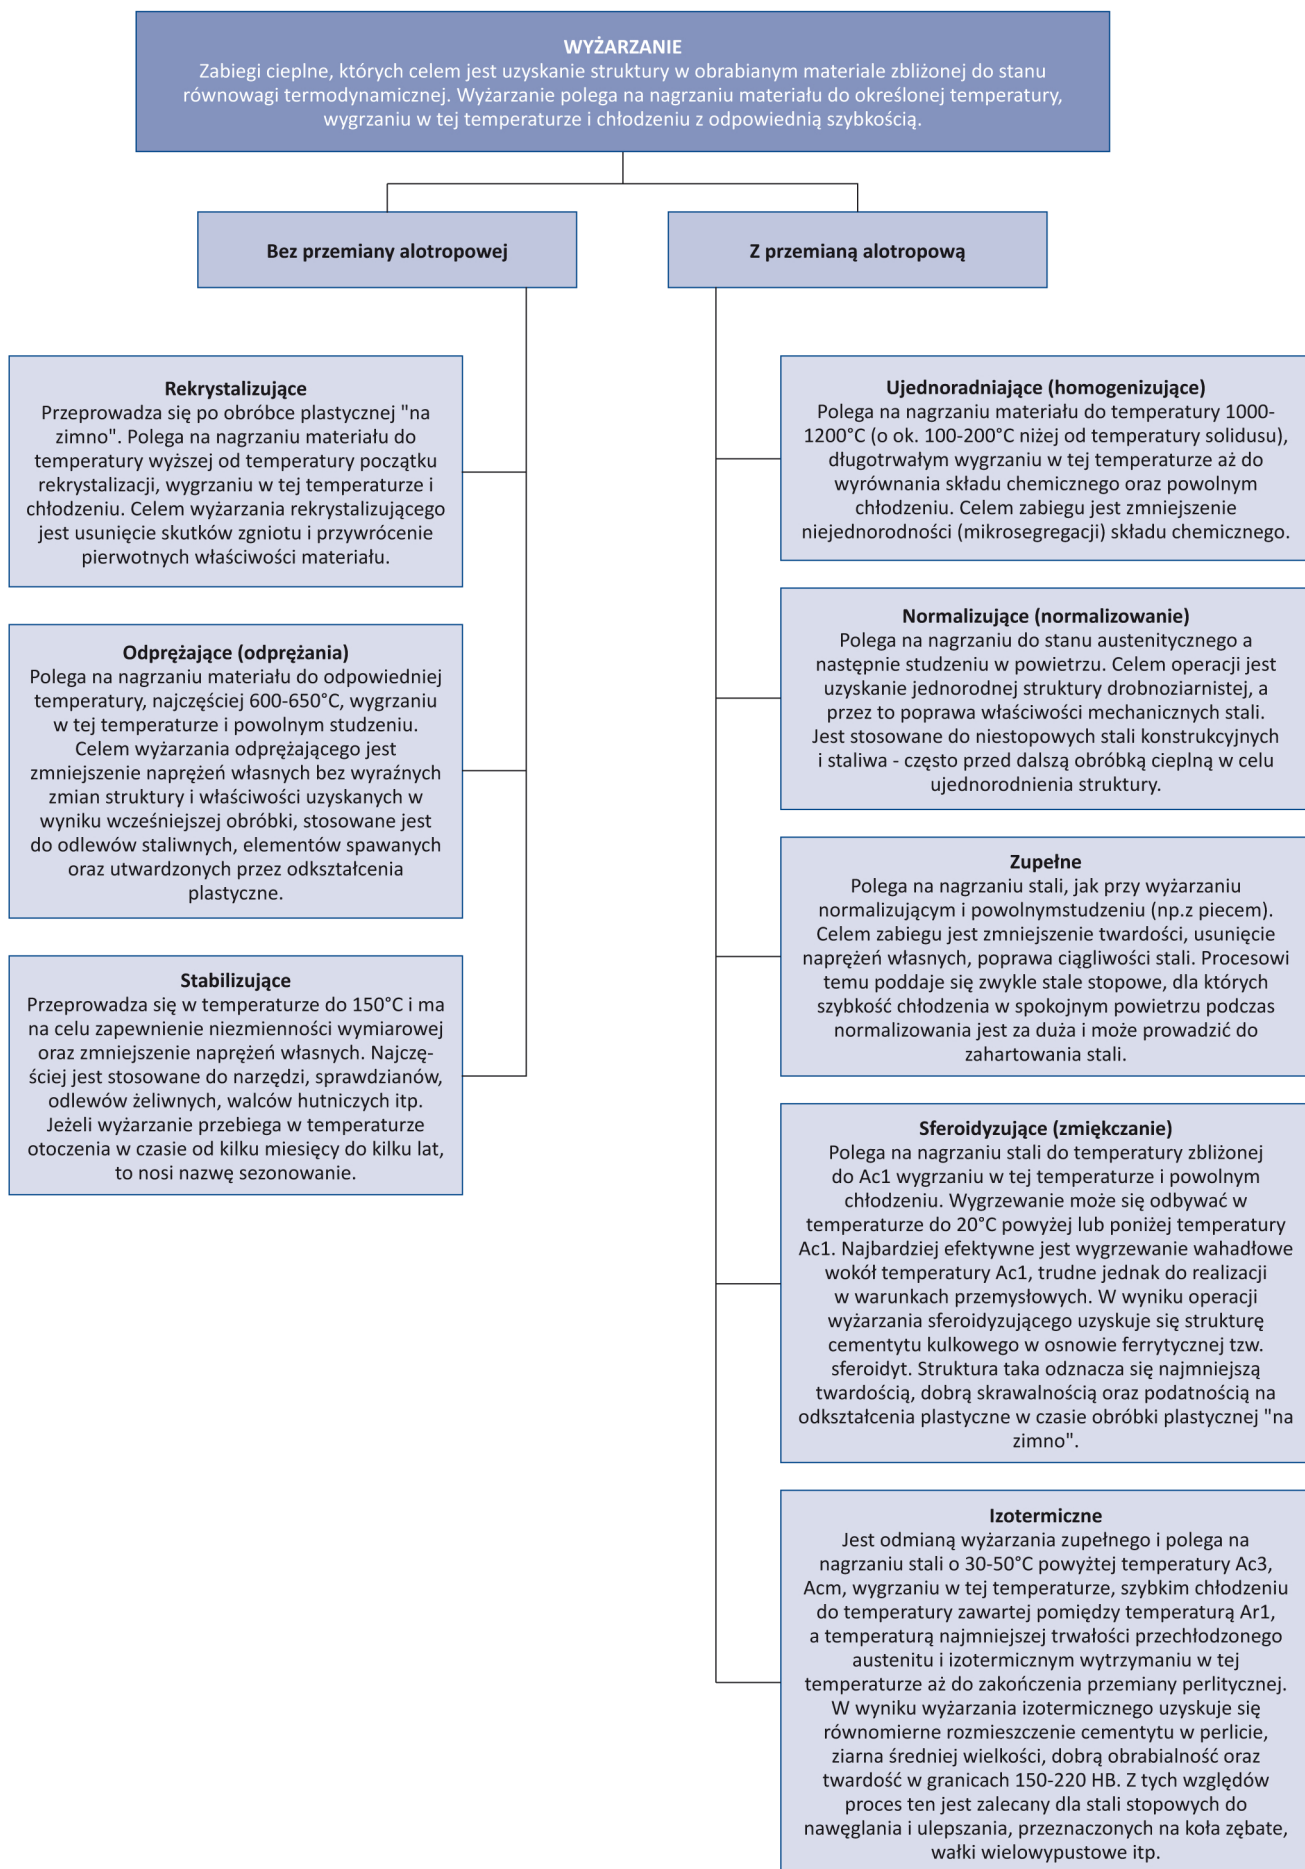 WYŻARZANIE
Zabiegi cieplne, których celem jest uzyskanie struktury w obrabianym materiale zbliżonej do stanu
równowagi termodynamicznej. Wyżarzanie polega na nagrzaniu materiału do określonej temperatury,
wygrzaniu w tej temperaturze i chłodzeniu z odpowiednią szybkością.
Bez przemiany alotropowej
Z przemianą alotropową
Rekrystalizujące
Przeprowadza się po obróbce plastycznej "na
zimno". Polega na nagrzaniu materiału do
temperatury wyższej od temperatury początku
rekrystalizacji, wygrzaniu w tej temperaturze i
chłodzeniu. Celem wyżarzania rekrystalizującego
jest usunięcie skutków zgniotu i przywrócenie
pierwotnych właściwości materiału.
Odprężające (odprężania)
Polega na nagrzaniu materiału do odpowiedniej
temperatury, najczęściej 600-650°C, wygrzaniu
w tej temperaturze i powolnym studzeniu.
Celem wyżarzania odprężającego jest
zmniejszenie naprężeń własnych bez wyraźnych
zmian struktury i właściwości uzyskanych w
wyniku wcześniejszej obróbki, stosowane jest
do odlewów staliwnych, elementów spawanych
oraz utwardzonych przez odkształcenia
plastyczne.
Stabilizujące
Przeprowadza się w temperaturze do 150°C i ma
na celu zapewnienie niezmienności wymiarowej
oraz zmniejszenie naprężeń własnych. Najczę-
ściej jest stosowane do narzędzi, sprawdzianów,
odlewów żeliwnych, walców hutniczych itp.
Jeżeli wyżarzanie przebiega w temperaturze
otoczenia w czasie od kilku miesięcy do kilku lat,
to nosi nazwę sezonowanie.
Ujednoradniające (homogenizujące)
Polega na nagrzaniu materiału do temperatury 1000-
1200°C (o ok. 100-200°C niżej od temperatury solidusu),
długotrwałym wygrzaniu w tej temperaturze aż do
wyrównania składu chemicznego oraz powolnym
chłodzeniu. Celem zabiegu jest zmniejszenie
niejednorodności (mikrosegregacji) składu chemicznego.
Normalizujące (normalizowanie)
Polega na nagrzaniu do stanu austenitycznego a
następnie studzeniu w powietrzu. Celem operacji jest
uzyskanie jednorodnej struktury drobnoziarnistej, a
przez to poprawa właściwości mechanicznych stali.
Jest stosowane do niestopowych stali konstrukcyjnych
i staliwa - często przed dalszą obróbką cieplną w celu
ujednorodnienia struktury.
Zupełne
Polega na nagrzaniu stali, jak przy wyżarzaniu
normalizującym i powolnymstudzeniu (np.z piecem).
Celem zabiegu jest zmniejszenie twardości, usunięcie
naprężeń własnych, poprawa ciągliwości stali. Procesowi
temu poddaje się zwykle stale stopowe, dla których
szybkość chłodzenia w spokojnym powietrzu podczas
normalizowania jest za duża i może prowadzić do
zahartowania stali.
Sferoidyzujące (zmiękczanie)
Polega na nagrzaniu stali do temperatury zbliżonej
do Ac1 wygrzaniu w tej temperaturze i powolnym
chłodzeniu. Wygrzewanie może się odbywać w
temperaturze do 20°C powyżej lub poniżej temperatury
Ac1. Najbardziej efektywne jest wygrzewanie wahadłowe
wokół temperatury Ac1, trudne jednak do realizacji
w warunkach przemysłowych. W wyniku operacji
wyżarzania sferoidyzującego uzyskuje się strukturę
cementytu kulkowego w osnowie ferrytycznej tzw.
sferoidyt. Struktura taka odznacza się najmniejszą
twardością, dobrą skrawalnością oraz podatnością na
odkształcenia plastyczne w czasie obróbki plastycznej "na
zimno".
Izotermiczne
Jest odmianą wyżarzania zupełnego i polega na
nagrzaniu stali o 30-50°C powyżtej temperatury Ac3,
Acm, wygrzaniu w tej temperaturze, szybkim chłodzeniu
do temperatury zawartej pomiędzy temperaturą Ar1,
a temperaturą najmniejszej trwałości przechłodzonego
austenitu i izotermicznym wytrzymaniu w tej
temperaturze aż do zakończenia przemiany perlitycznej.
W wyniku wyżarzania izotermicznego uzyskuje się
równomierne rozmieszczenie cementytu w perlicie,
ziarna średniej wielkości, dobrą obrabialność oraz
twardość w granicach 150-220 HB. Z tych względów
proces ten jest zalecany dla stali stopowych do
nawęglania i ulepszania, przeznaczonych na koła zębate,
wałki wielowypustowe itp.